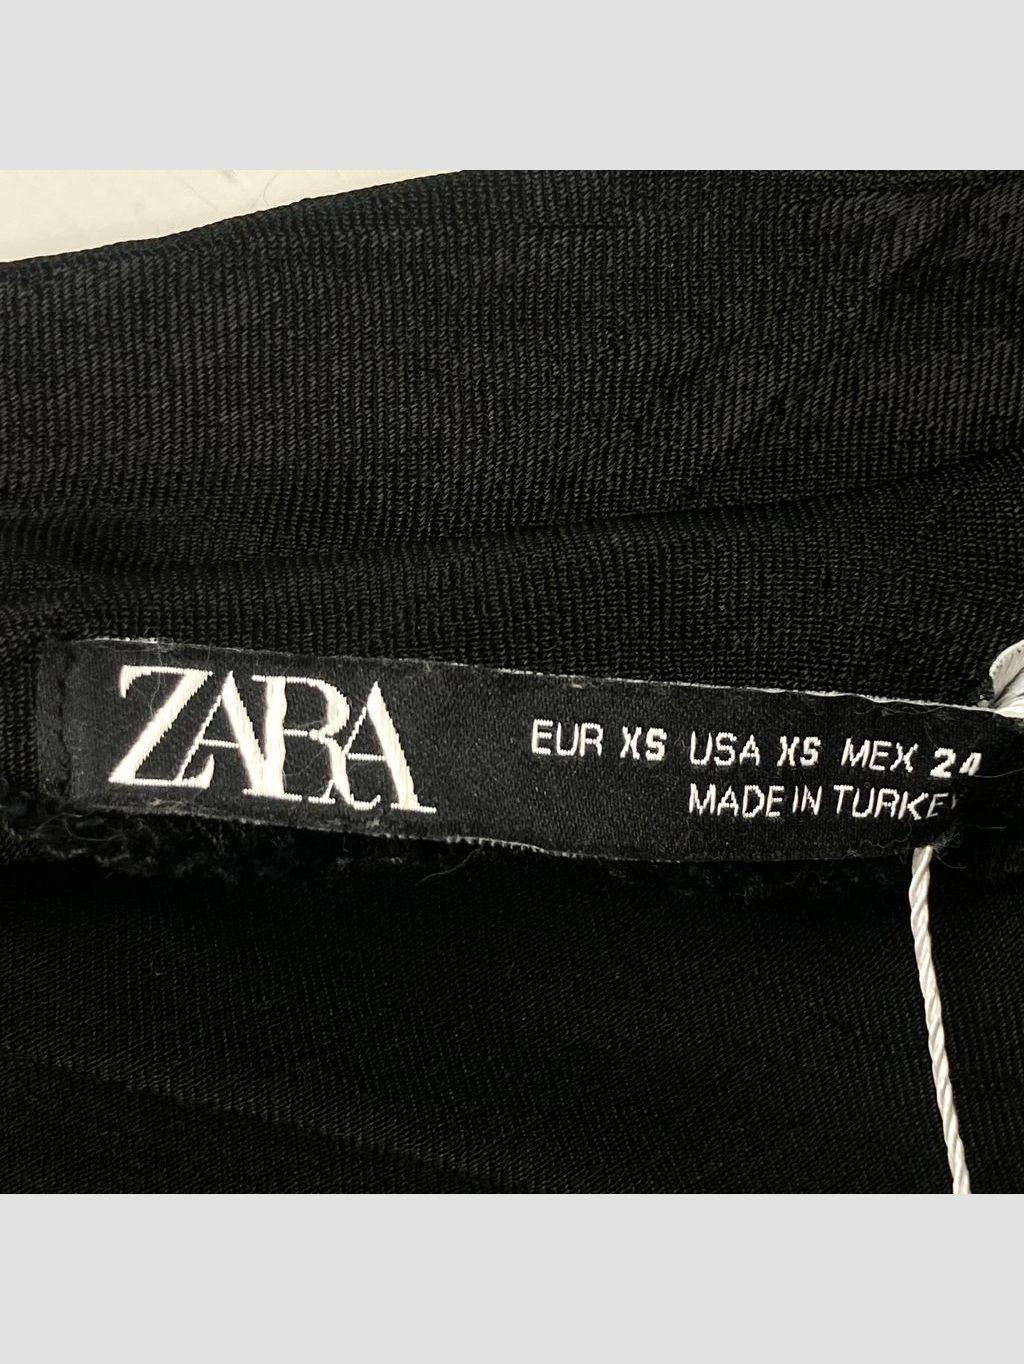 ZARA
EUR XS USA XS MEX 24
MADE IN TURKEY